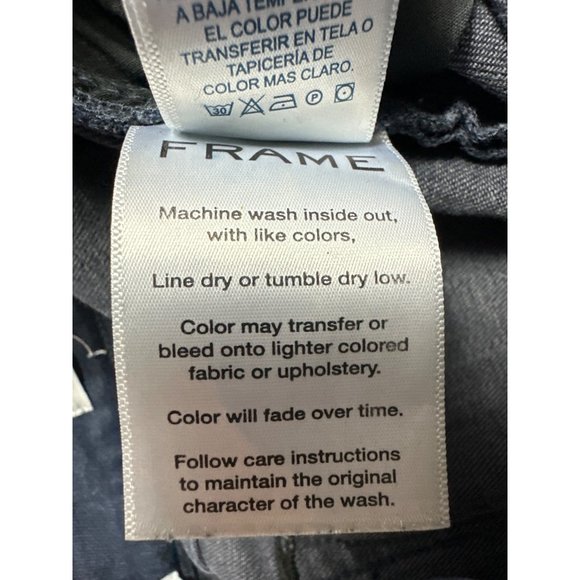 A BAJA
EL COLOR PUEDE
TRANSFERIR EN TELA O
TAPICERÍA DE
COLOR MAS CLARO.
30 P
FRAME
Machine wash inside out,
with like colors,
Line dry or tumble dry low.
Color may transfer or
bleed onto lighter colored
fabric or upholstery.
Color will fade over time.
Follow care instructions
to maintain the original
character of the wash.